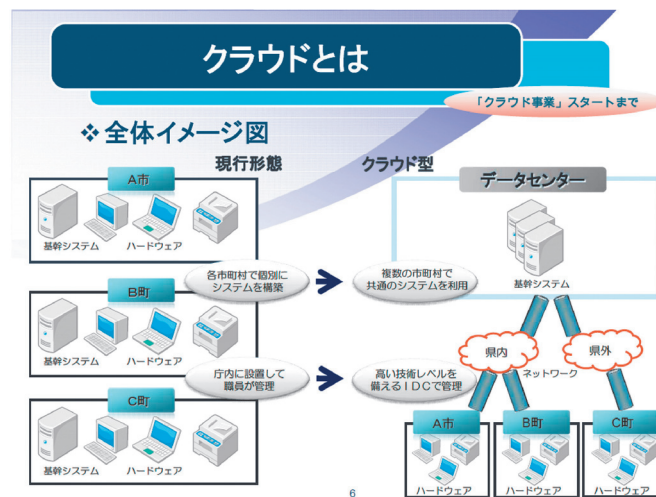 クラウドとは
「クラウド事業」スタートまで
❖全体イメージ図
現行形態
クラウド型
A市
基幹システム
ハードウェア
B町
基幹システム
ハードウェア
C町
基幹システム
ハードウェア
各市町村で個別に
システムを構築
複数の市町村で
共通のシステムを利用
庁内に設置して
職員が管理
高い技術レベルを
備えるIDCで管理
データセンター
基幹システム
県内
県外
ネットワーク
A市
B町
C町
ハードウェア
ハードウェア
ハードウェア
6